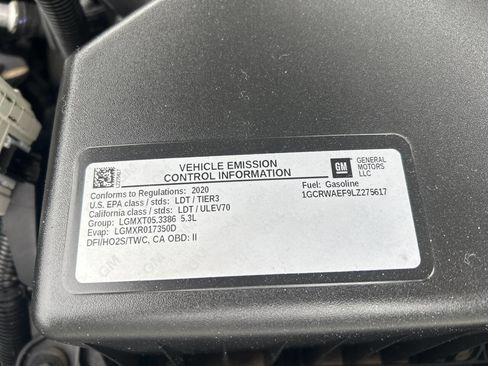 VEHICLE EMISSION
CONTROL INFORMATION
GM
GENERAL
MOTORS
LLC
Conforms to Regulations: 2020
U.S. EPA class / stds: LDT / TIER3
California class / stds: LDT / ULEV70
Group: LGMXT05.3386 5.3L
Evap: LGMXR017350D
DFI/HO2S/TWC, CA OBD: II
Fuel: Gasoline
1GCRWAEF9LZ275617